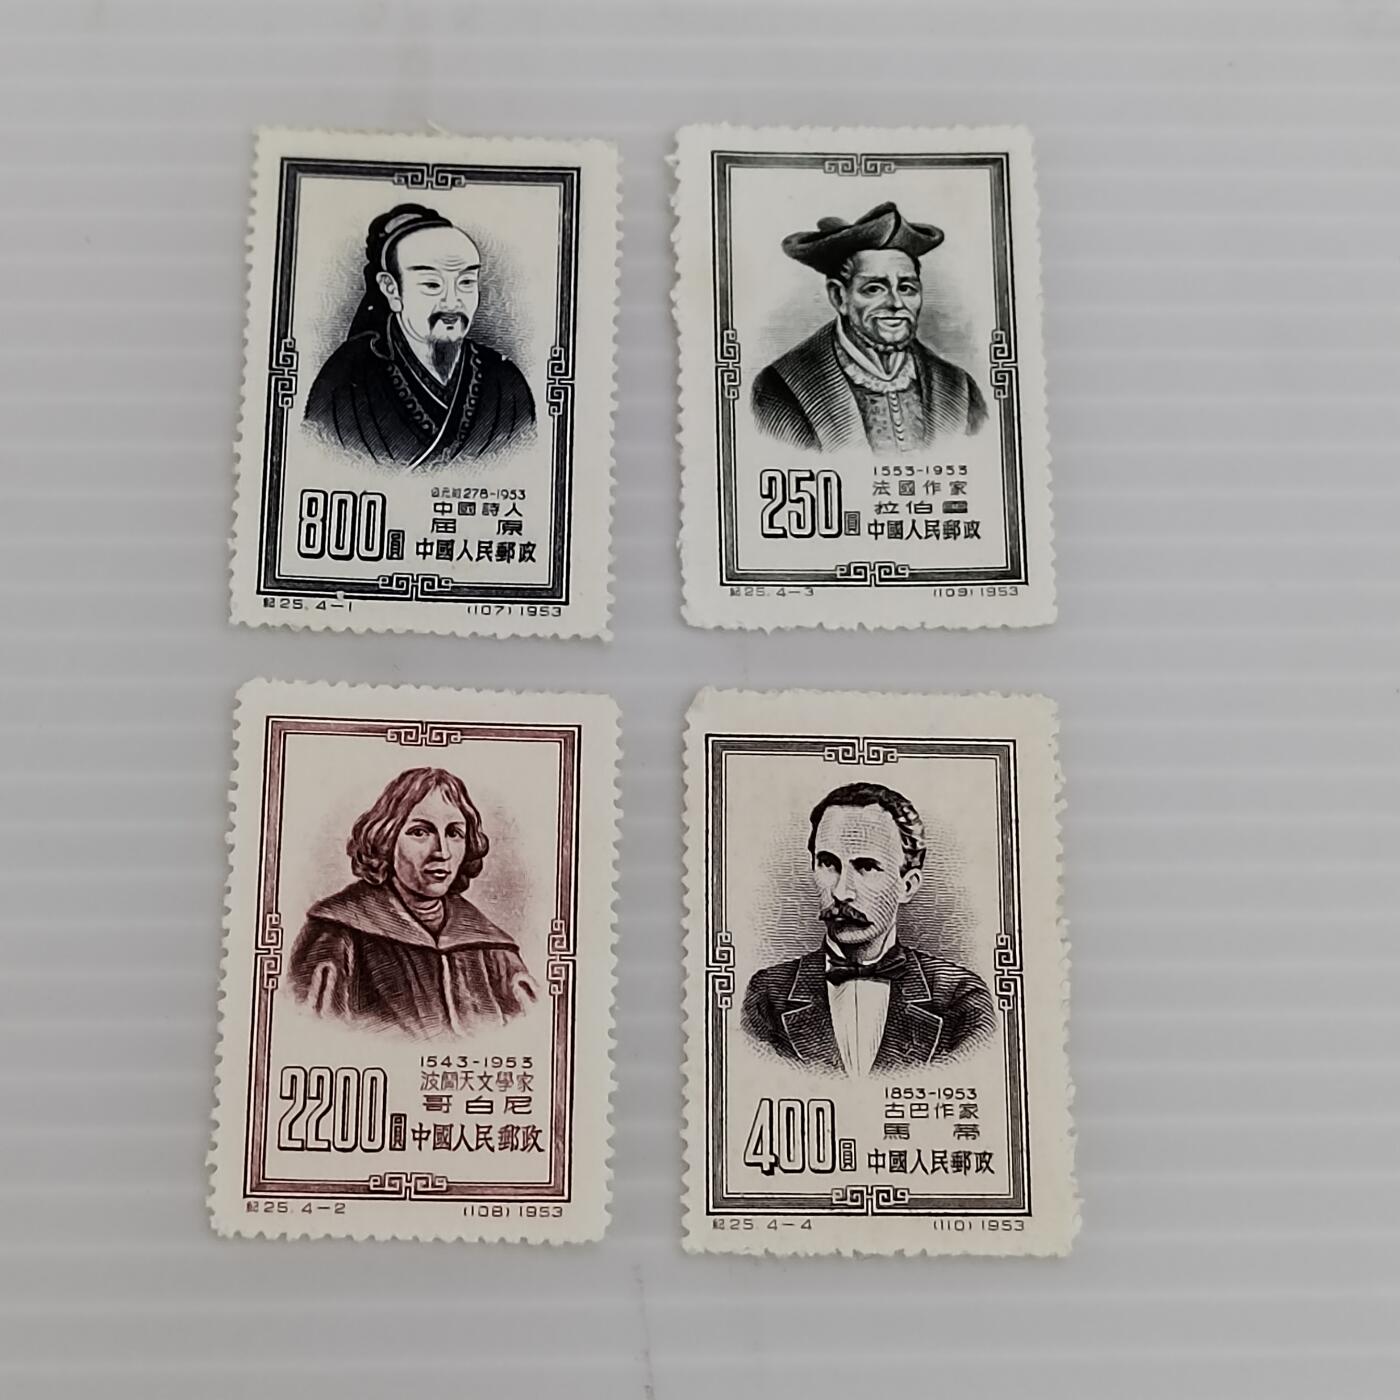 公元前278-1953
中國詩人
屈原
800圓 中國人民郵政
紀25. 4-1 (107) 1953
1553-1953
法國作家
拉伯雷
250圓 中國人民郵政
紀25. 4-3 (109) 1953
1543-1953
波蘭天文學家
哥白尼
2200圓 中國人民郵政
紀25. 4-2 (108) 1953
1853-1953
古巴作家
馬蒂
400圓 中國人民郵政
紀25. 4-4 (110) 1953